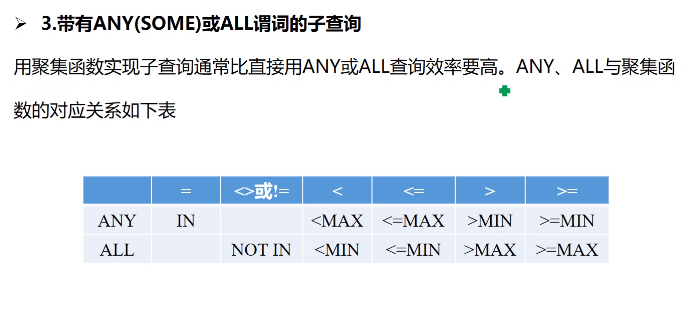 ➢ 3.带有ANY(SOME)或ALL谓词的子查询
用聚集函数实现子查询通常比直接用ANY或ALL查询效率要高。ANY、ALL与聚集函
数的对应关系如下表
= <>或!= < <= > >=
ANY IN <MAX <=MAX >MIN >=MIN
ALL NOT IN <MIN <=MIN >MAX >=MAX